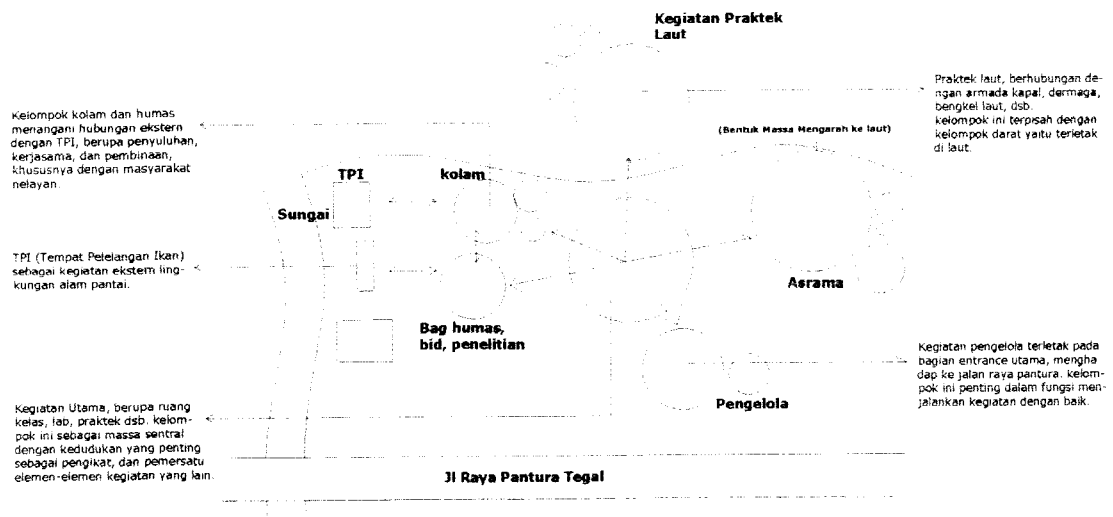 Kegiatan Praktek
Laut
Praktek laut, berhubungan de-
ngan armada kapal, dermaga,
bengkel laut, dsb.
kelompok ini terpisah dengan
kelompok darat yaitu terletak
di laut.
(Bentuk Massa Mengarah ke laut)
Kelompok kolam dan humas
menangani hubungan ekstern
dengan TPI, berupa penyuluhan,
kerjasama, dan pembinaan,
khususnya dengan masyarakat
nelayan.
TPI
kolam
Sungai
TPI (Tempat Pelelangan Ikan)
sebagai kegiatan ekstern ling-
kungan alam pantai.
Asrama
Bag humas,
bid, penelitian
Kegiatan pengelola terletak pada
bagian entrance utama, mengha
dap ke jalan raya pantura. kelom-
pok ini penting dalam fungsi men-
jalankan kegiatan dengan baik.
Pengelola
Kegiatan Utama, berupa ruang
kelas, lab, praktek dsb. kelom-
pok ini sebagai massa sentral
dengan kedudukan yang penting
sebagai pengikat, dan pemersatu
elemen-elemen kegiatan yang lain.
Jl Raya Pantura Tegal